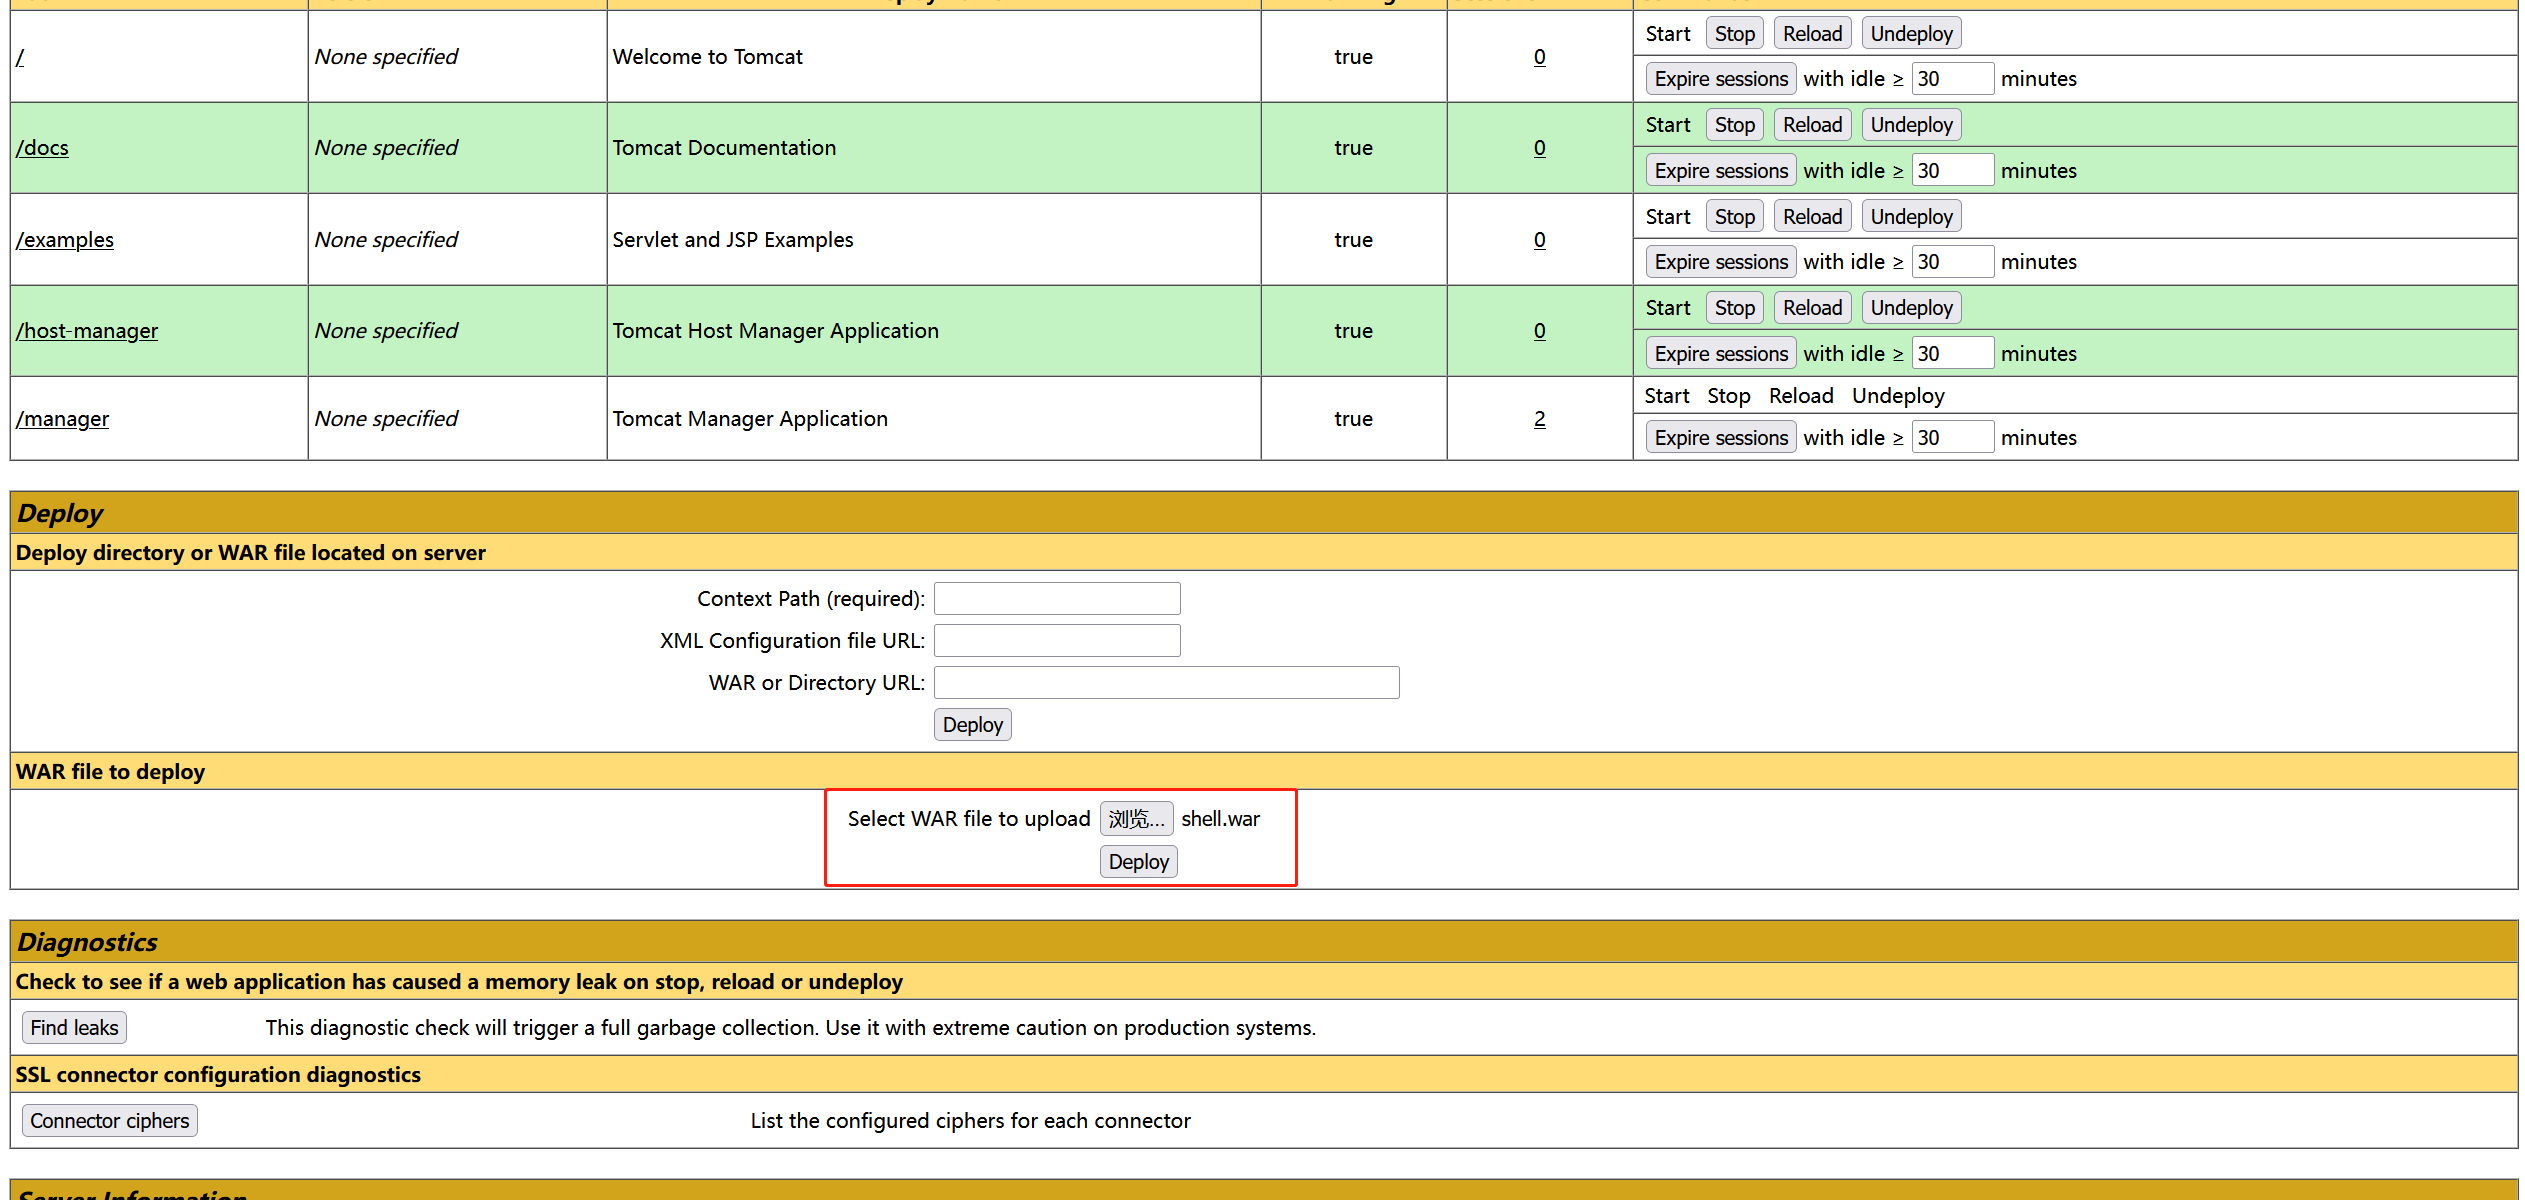 / None specified Welcome to Tomcat true 0 Start Stop Reload Undeploy
Expire sessions with idle ≥ 30 minutes
/docs None specified Tomcat Documentation true 0 Start Stop Reload Undeploy
Expire sessions with idle ≥ 30 minutes
/examples None specified Servlet and JSP Examples true 0 Start Stop Reload Undeploy
Expire sessions with idle ≥ 30 minutes
/host-manager None specified Tomcat Host Manager Application true 0 Start Stop Reload Undeploy
Expire sessions with idle ≥ 30 minutes
/manager None specified Tomcat Manager Application true 2 Start Stop Reload Undeploy
Expire sessions with idle ≥ 30 minutes
Deploy
Deploy directory or WAR file located on server
Context Path (required):
XML Configuration file URL:
WAR or Directory URL:
Deploy
WAR file to deploy
Select WAR file to upload 浏览... shell.war
Deploy
Diagnostics
Check to see if a web application has caused a memory leak on stop, reload or undeploy
Find leaks This diagnostic check will trigger a full garbage collection. Use it with extreme caution on production systems.
SSL connector configuration diagnostics
Connector ciphers List the configured ciphers for each connector
Server Information